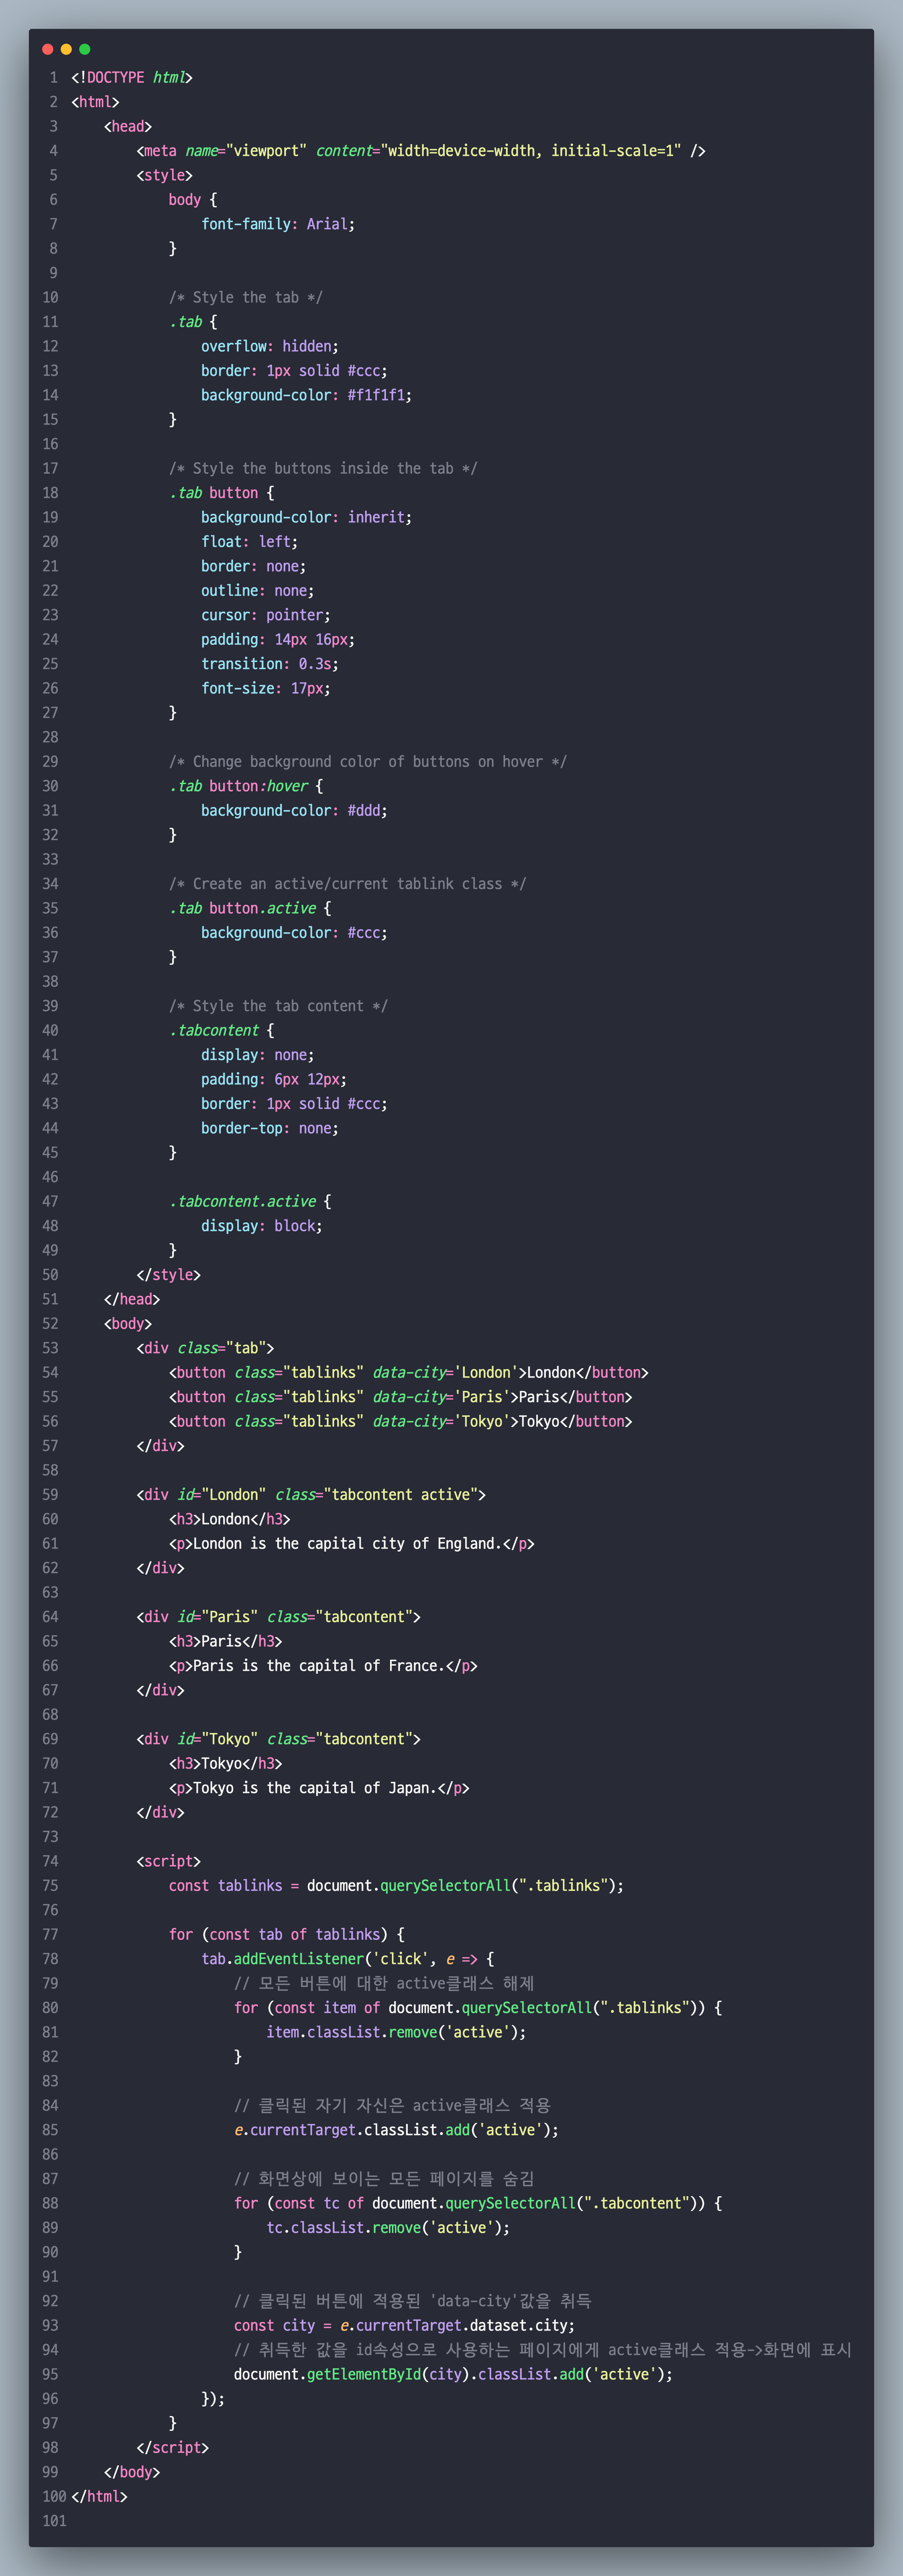 1 <!DOCTYPE html>
2 <html>
3     <head>
4         <meta name="viewport" content="width=device-width, initial-scale=1" />
5         <style>
6             body {
7                 font-family: Arial;
8             }
9
10             /* Style the tab */
11             .tab {
12                 overflow: hidden;
13                 border: 1px solid #ccc;
14                 background-color: #f1f1f1;
15             }
16
17             /* Style the buttons inside the tab */
18             .tab button {
19                 background-color: inherit;
20                 float: left;
21                 border: none;
22                 outline: none;
23                 cursor: pointer;
24                 padding: 14px 16px;
25                 transition: 0.3s;
26                 font-size: 17px;
27             }
28
29             /* Change background color of buttons on hover */
30             .tab button:hover {
31                 background-color: #ddd;
32             }
33
34             /* Create an active/current tablink class */
35             .tab button.active {
36                 background-color: #ccc;
37             }
38
39             /* Style the tab content */
40             .tabcontent {
41                 display: none;
42                 padding: 6px 12px;
43                 border: 1px solid #ccc;
44                 border-top: none;
45             }
46
47             .tabcontent.active {
48                 display: block;
49             }
50         </style>
51     </head>
52     <body>
53         <div class="tab">
54             <button class="tablinks" data-city='London'>London</button>
55             <button class="tablinks" data-city='Paris'>Paris</button>
56             <button class="tablinks" data-city='Tokyo'>Tokyo</button>
57         </div>
58
59         <div id="London" class="tabcontent active">
60             <h3>London</h3>
61             <p>London is the capital city of England.</p>
62         </div>
63
64         <div id="Paris" class="tabcontent">
65             <h3>Paris</h3>
66             <p>Paris is the capital of France.</p>
67         </div>
68
69         <div id="Tokyo" class="tabcontent">
70             <h3>Tokyo</h3>
71             <p>Tokyo is the capital of Japan.</p>
72         </div>
73
74         <script>
75             const tablinks = document.querySelectorAll(".tablinks");
76
77             for (const tab of tablinks) {
78                 tab.addEventListener('click', e => {
79                     // 모든 버튼에 대한 active클래스 해제
80                     for (const item of document.querySelectorAll(".tablinks")) {
81                         item.classList.remove('active');
82                     }
83
84                     // 클릭된 자기 자신은 active클래스 적용
85                     e.currentTarget.classList.add('active');
86
87                     // 화면상에 보이는 모든 페이지를 숨김
88                     for (const tc of document.querySelectorAll(".tabcontent")) {
89                         tc.classList.remove('active');
90                     }
91
92                     // 클릭된 버튼에 적용된 'data-city'값을 취득
93                     const city = e.currentTarget.dataset.city;
94                     // 취득한 값을 id속성으로 사용하는 페이지에게 active클래스 적용->화면에 표시
95                     document.getElementById(city).classList.add('active');
96                 });
97             }
98         </script>
99     </body>
100 </html>
101